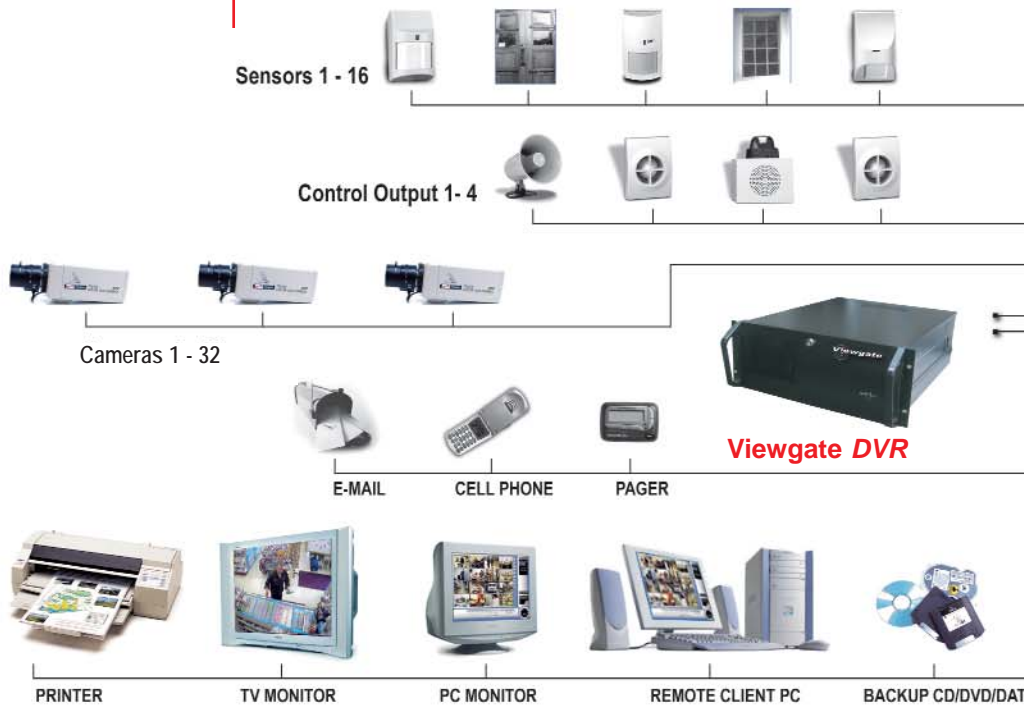 Sensors 1 - 16
Control Output 1- 4
Cameras 1 - 32
Viewgate
Viewgate DVR
E-MAIL
CELL PHONE
PAGER
PRINTER
TV MONITOR
PC MONITOR
REMOTE CLIENT PC
BACKUP CD/DVD/DAT